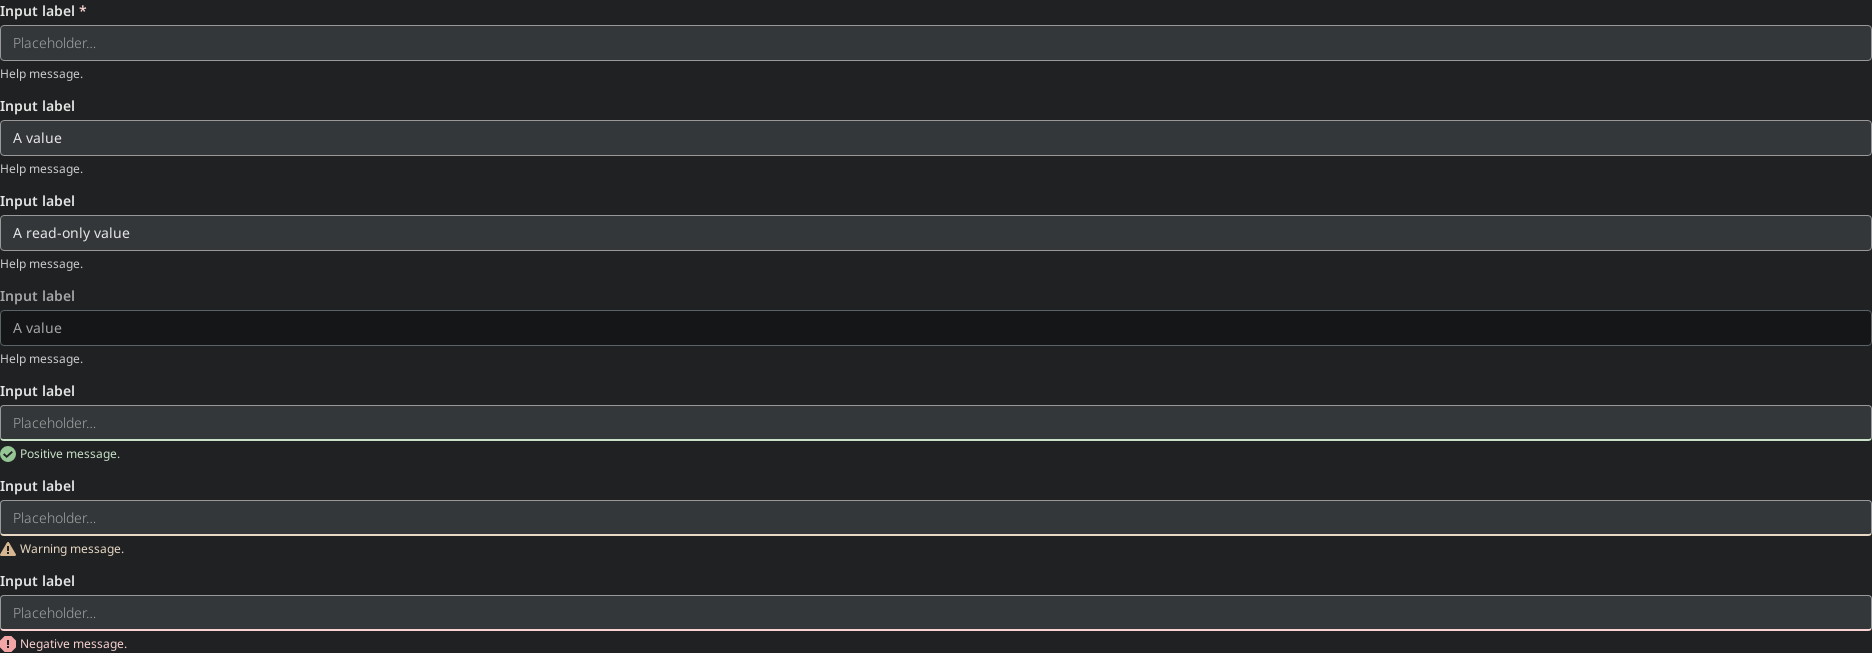 Input label *
Placeholder...
Help message.
Input label
A value
Help message.
Input label
A read-only value
Help message.
Input label
A value
Help message.
Input label
Placeholder...
Positive message.
Input label
Placeholder...
Warning message.
Input label
Placeholder...
Negative message.